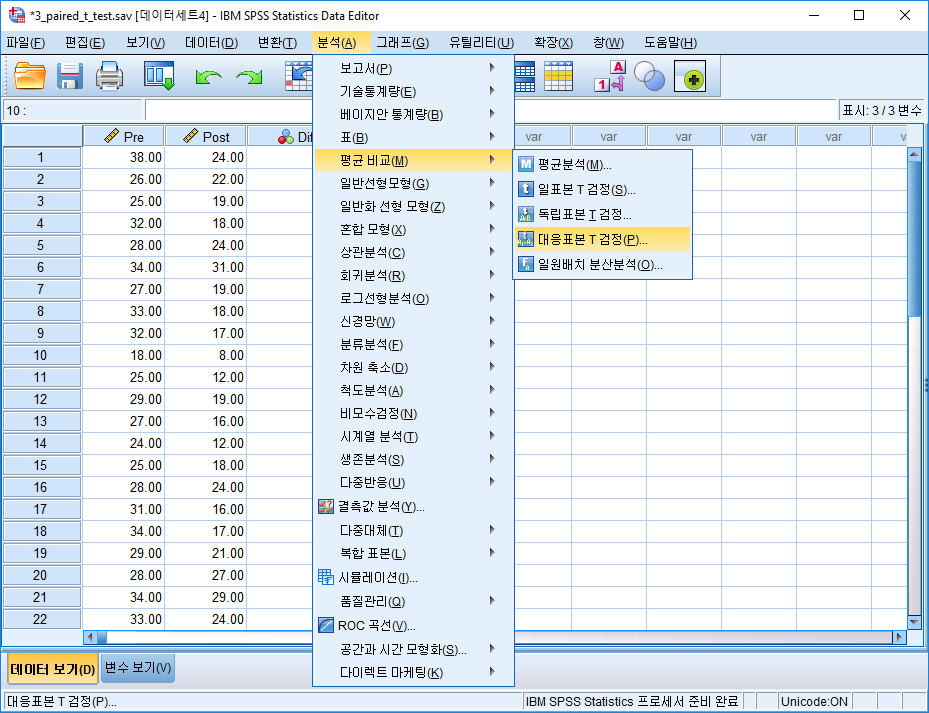 *3_paired_t_test.sav [데이터세트4] - IBM SPSS Statistics Data Editor
파일(F) 편집(E) 보기(V) 데이터(D) 변환(T) 분석(A) 그래프(G) 유틸리티(U) 확장(X) 창(W) 도움말(H)
10 :
표시: 3 / 3 변수
Pre Post var var var var
1 38.00 24.00
2 26.00 22.00
3 25.00 19.00
4 32.00 18.00
5 28.00 24.00
6 34.00 31.00
7 27.00 19.00
8 33.00 18.00
9 32.00 17.00
10 18.00 8.00
11 25.00 12.00
12 29.00 19.00
13 27.00 16.00
14 24.00 12.00
15 25.00 18.00
16 28.00 24.00
17 31.00 16.00
18 34.00 17.00
19 29.00 21.00
20 28.00 27.00
21 34.00 29.00
22 33.00 24.00
보고서(P)
기술통계량(E)
베이지안 통계량(B)
표(B)
평균 비교(M)
일반선형모형(G)
일반화 선형 모형(Z)
혼합 모형(X)
상관분석(C)
회귀분석(R)
로그선형분석(O)
신경망(W)
분류분석(F)
차원 축소(D)
척도분석(A)
비모수검정(N)
시계열 분석(T)
생존분석(S)
다중반응(U)
결측값 분석(Y)...
다중대체(T)
복합 표본(L)
시뮬레이션(I)...
품질관리(Q)
ROC 곡선(V)...
공간과 시간 모형화(S)...
다이렉트 마케팅(K)
평균분석(M)...
일표본 T 검정(S)...
독립표본 T 검정...
대응표본 T 검정(P)...
일원배치 분산분석(O)...
데이터 보기(D) 변수 보기(V)
대응표본 T 검정(P)... IBM SPSS Statistics 프로세서 준비 완료 Unicode:ON